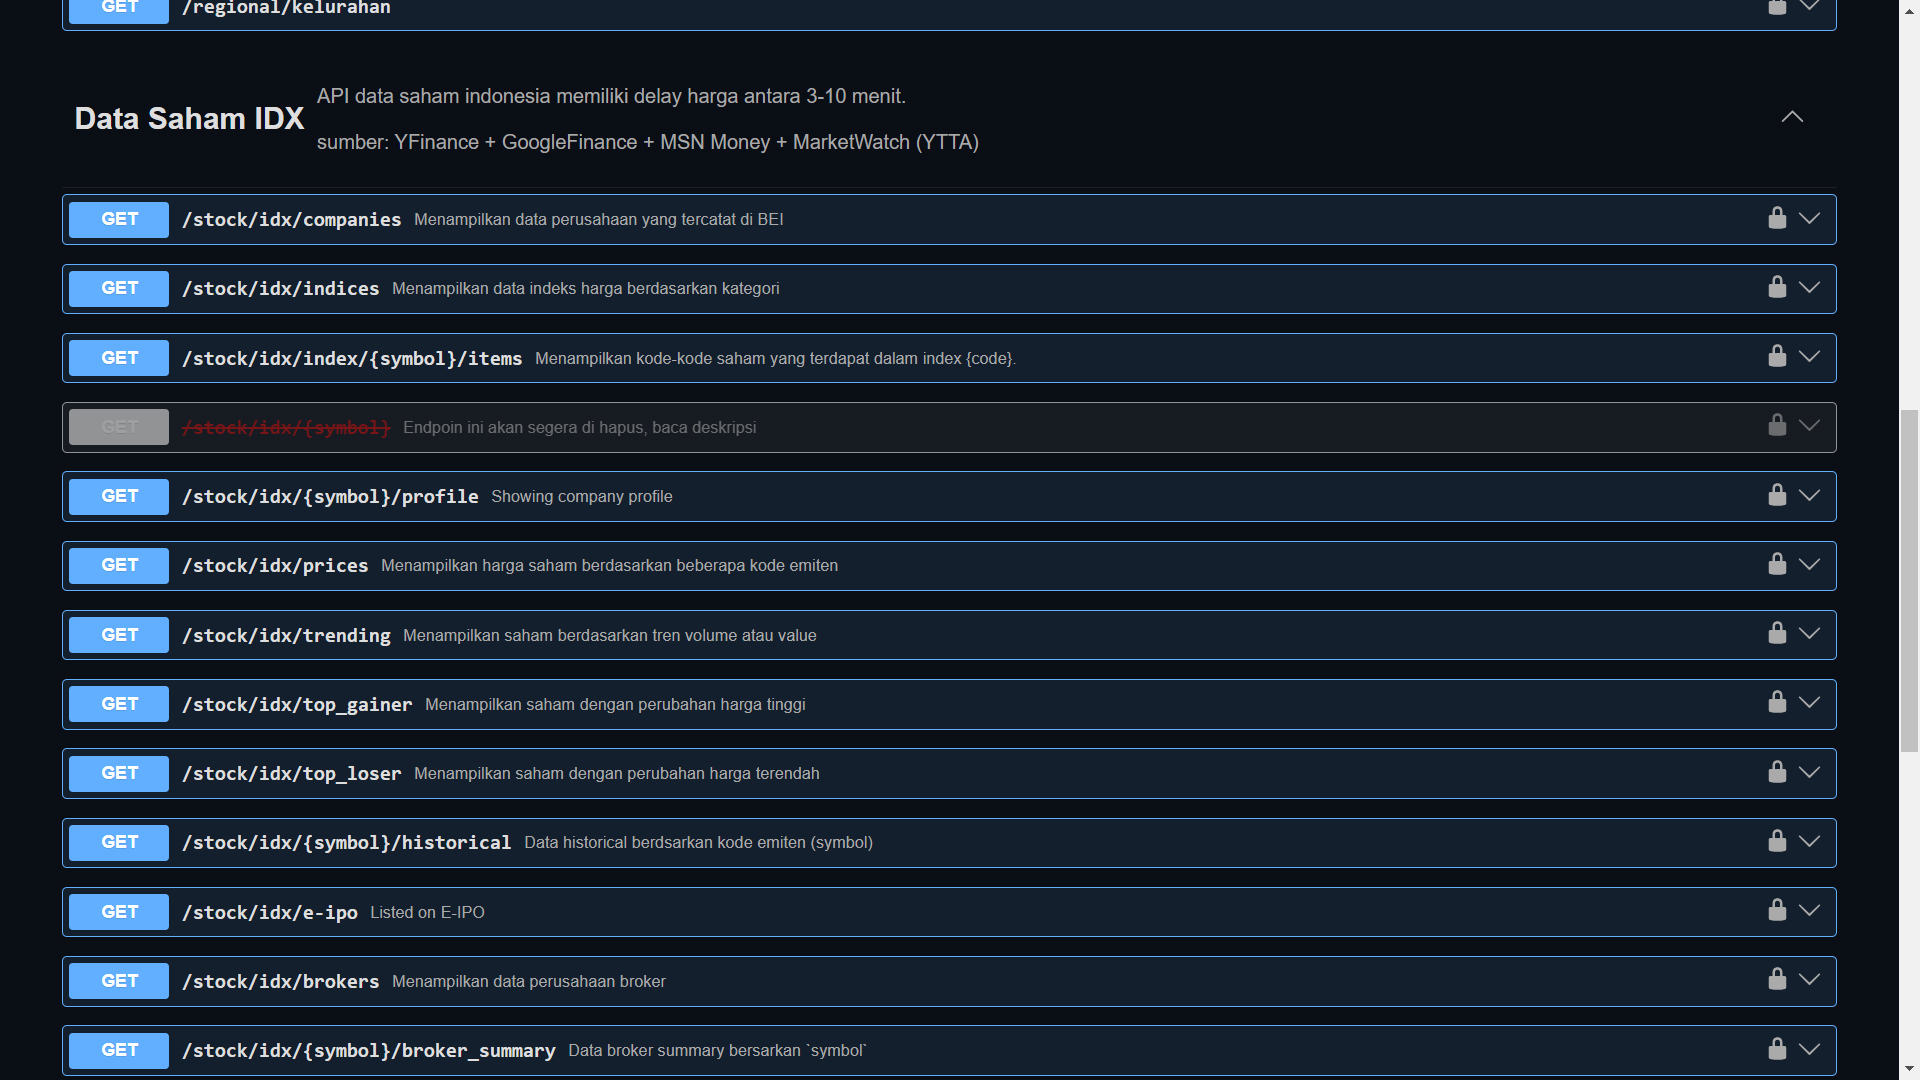 GET /regional/kelurahan
Data Saham IDX
API data saham indonesia memiliki delay harga antara 3-10 menit.
sumber: YFinance + GoogleFinance + MSN Money + MarketWatch (YTTA)
GET /stock/idx/companies Menampilkan data perusahaan yang tercatat di BEI
GET /stock/idx/indices Menampilkan data indeks harga berdasarkan kategori
GET /stock/idx/index/{symbol}/items Menampilkan kode-kode saham yang terdapat dalam index {code}.
GET /stock/idx/{symbol} Endpoin ini akan segera di hapus, baca deskripsi
GET /stock/idx/{symbol}/profile Showing company profile
GET /stock/idx/prices Menampilkan harga saham berdasarkan beberapa kode emiten
GET /stock/idx/trending Menampilkan saham berdasarkan tren volume atau value
GET /stock/idx/top_gainer Menampilkan saham dengan perubahan harga tinggi
GET /stock/idx/top_loser Menampilkan saham dengan perubahan harga terendah
GET /stock/idx/{symbol}/historical Data historical berdsarkan kode emiten (symbol)
GET /stock/idx/e-ipo Listed on E-IPO
GET /stock/idx/brokers Menampilkan data perusahaan broker
GET /stock/idx/{symbol}/broker_summary Data broker summary bersarkan `symbol`